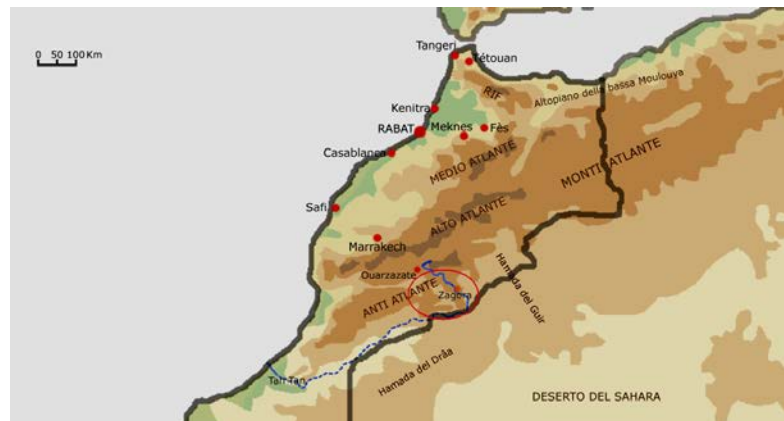 Tangeri
Tétouan
0 50 100 Km
RIF
Altopiano della bassa Moulouya
Kenitra
RABAT
Meknes
Fès
Casablanca
MEDIO ATLANTE
MONTI ATLANTE
Safi
ALTO ATLANTE
Marrakech
Ouarzazate
Hamada del Guir
Zagora
ANTI ATLANTE
Hamada del Drâa
Tan Tan
DESERTO DEL SAHARA